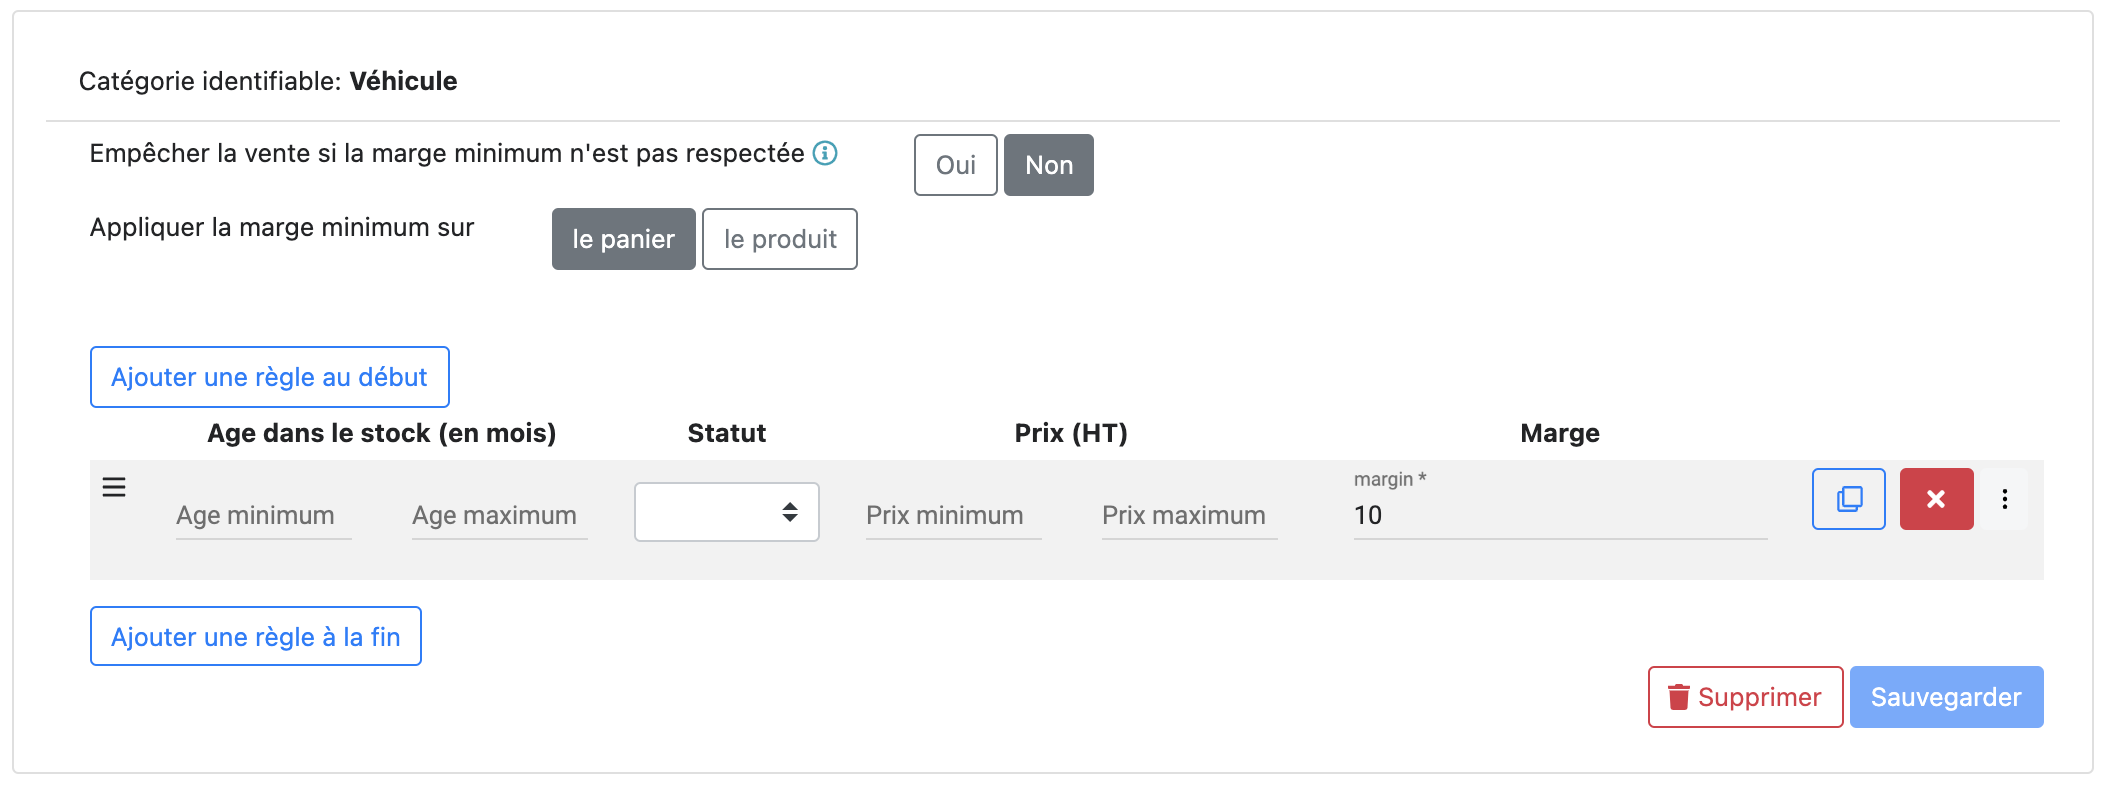 Catégorie identifiable: Véhicule
Empêcher la vente si la marge minimum n'est pas respectée Oui Non
Appliquer la marge minimum sur le panier le produit
Ajouter une règle au début
Age dans le stock (en mois) Statut Prix (HT) Marge
margin *
Age minimum Age maximum Prix minimum Prix maximum 10
Ajouter une règle à la fin
Supprimer Sauvegarder